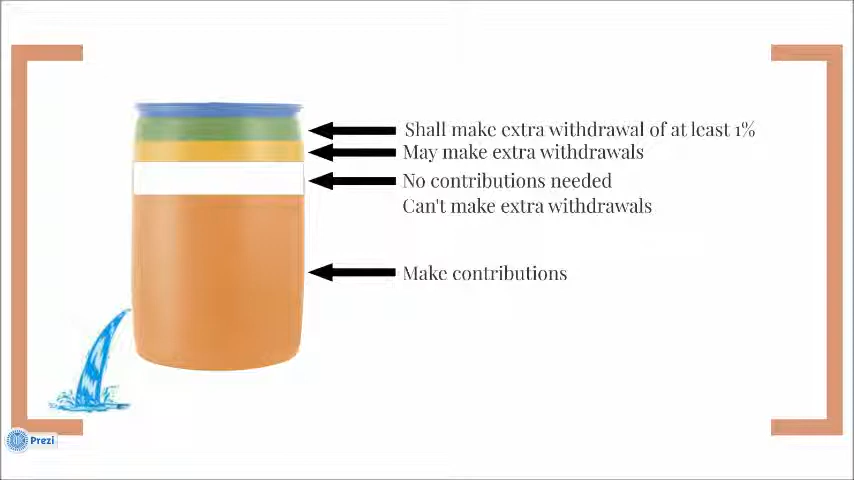 Shall make extra withdrawal of at least 1%
May make extra withdrawals
No contributions needed
Can't make extra withdrawals
Make contributions
Prezi